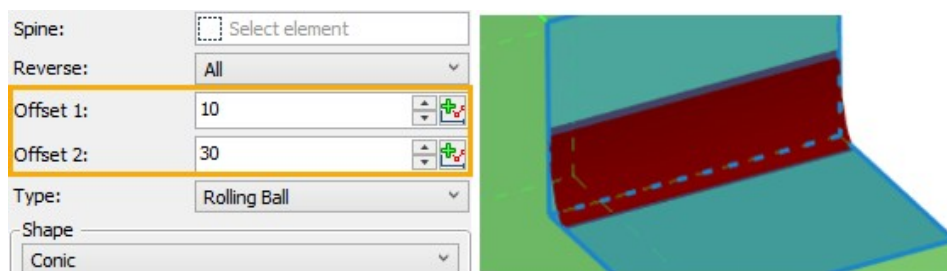 Spine: Select element
Reverse: All
Offset 1: 10
Offset 2: 30
Type: Rolling Ball
Shape
Conic